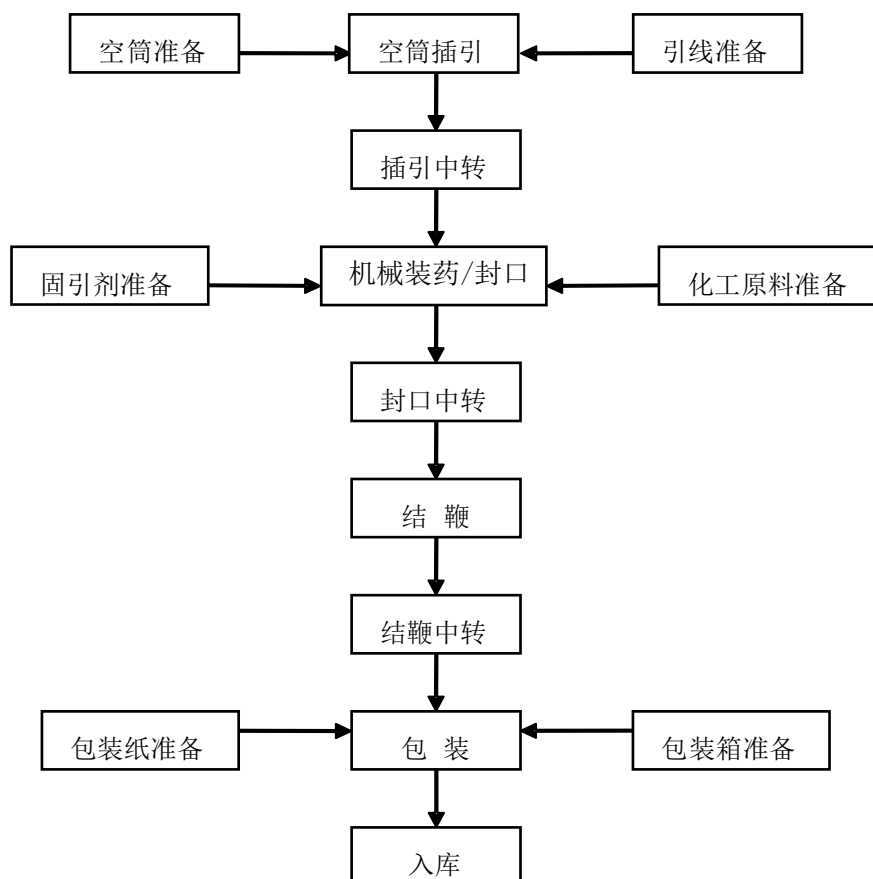 空筒准备
空筒插引
引线准备
插引中转
固引剂准备
机械装药/封口
化工原料准备
封口中转
结 鞭
结鞭中转
包装纸准备
包 装
包装箱准备
入库